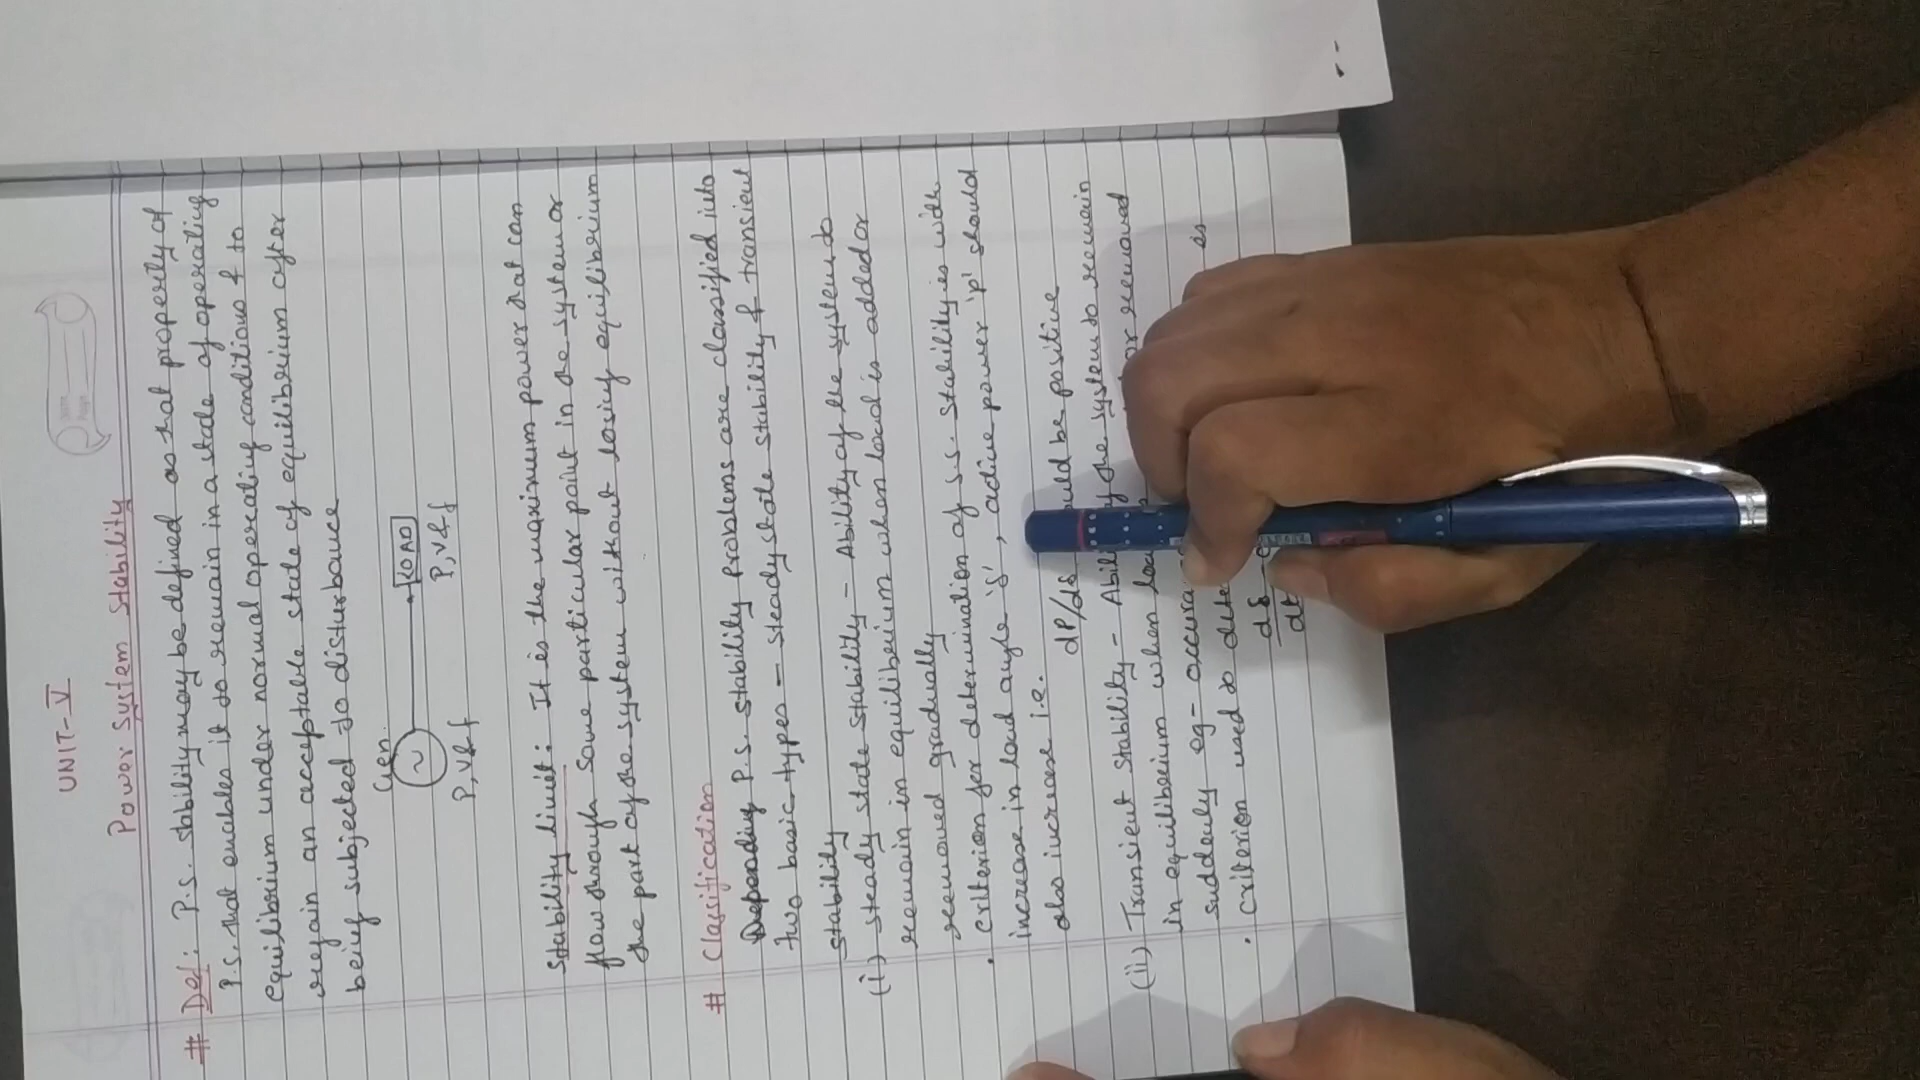 UNIT-V
Power System Stability
# Def: P.S. stability may be defined as that property of
P.S. that enables it to remain in a state of operating
equilibrium under normal operating conditions & to
regain an acceptable state of equilibrium after
being subjected to disturbance
Gen.
~
LOAD
P, V & f
P, V & f
Stability limit: It is the maximum power that can
flow through some particular point in the system or
the part of the system without losing equilibrium
# Classification
P.S. stability Problems are classified into
two basic types - steady state stability & transient
stability
(i) steady state stability - Ability of the system to
remain in equilibrium when load is added or
removed gradually
. criterion for determination of s.s. stability is with
increase in load angle 'δ', active power 'p' should
also increase i.e.
dP/dδ be positive
(ii) Transient stability - the system to remain
in equilibrium when or removed
suddenly eg - is
. criterion used to
dδ
dt